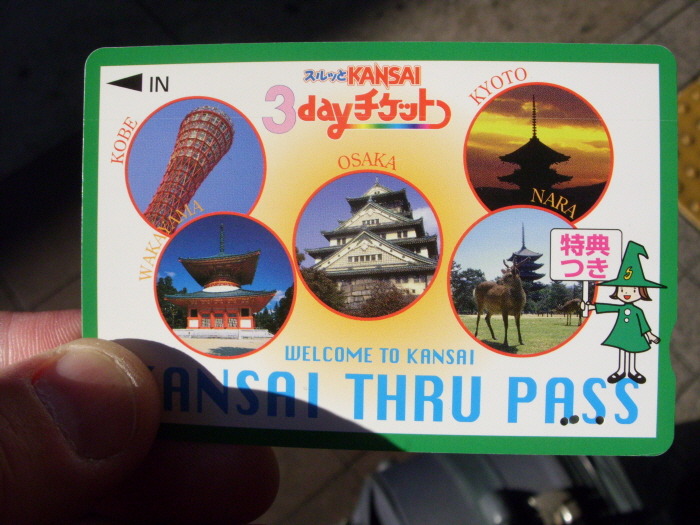 IN
スルッとKANSAI
3dayチケット
KOBE
KYOTO
OSAKA
WAKAYAMA
NARA
特典
つき
S
WELCOME TO KANSAI
KANSAI THRU PASS